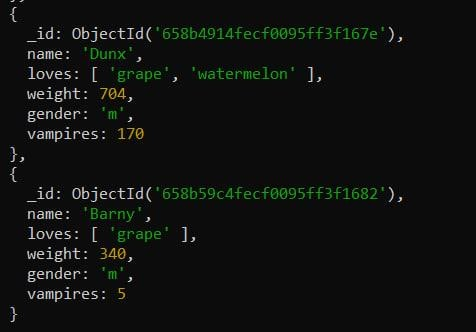 {
_id: ObjectId('658b4914fecf0095ff3f167e'),
name: 'Dunx',
loves: [ 'grape', 'watermelon' ],
weight: 704,
gender: 'm',
vampires: 170
},
{
_id: ObjectId('658b59c4fecf0095ff3f1682'),
name: 'Barny',
loves: [ 'grape' ],
weight: 340,
gender: 'm',
vampires: 5
}